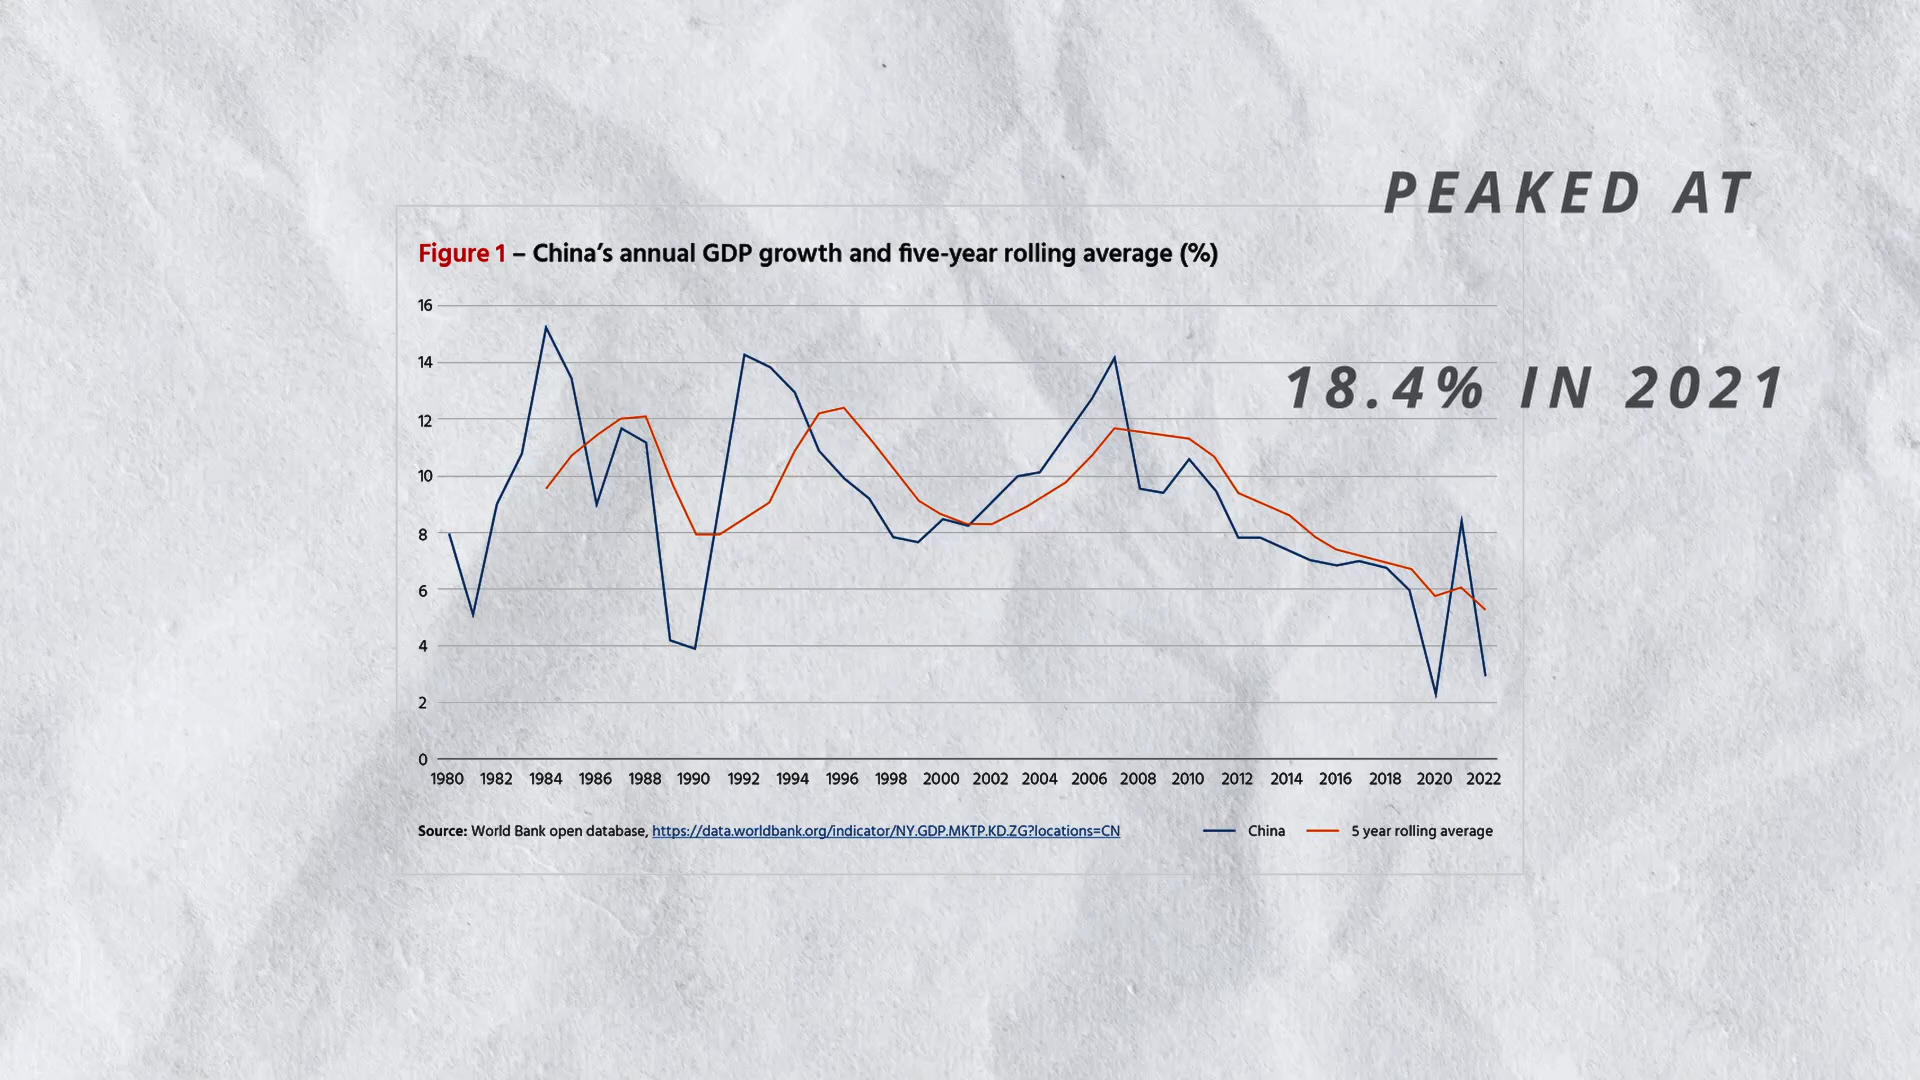 PEAKED AT
Figure 1 – China’s annual GDP growth and five-year rolling average (%)
18.4% IN 2021
16
14
12
10
8
6
4
2
0
1980 1982 1984 1986 1988 1990 1992 1994 1996 1998 2000 2002 2004 2006 2008 2010 2012 2014 2016 2018 2020 2022
Source: World Bank open database, https://data.worldbank.org/indicator/NY.GDP.MKTP.KD.ZG?locations=CN
China 5 year rolling average